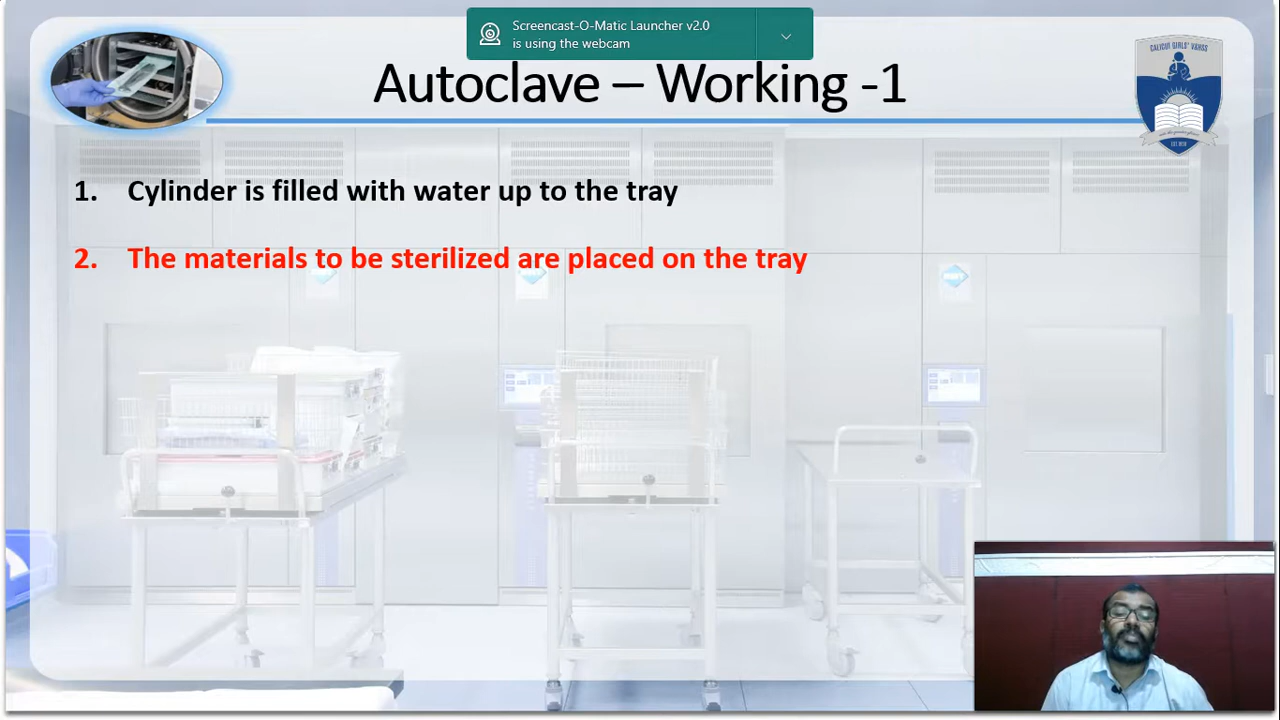 Screencast-O-Matic Launcher v2.0
is using the webcam
Autoclave – Working -1
CALICUT GIRLS' VAHSS
1. Cylinder is filled with water up to the tray
2. The materials to be sterilized are placed on the tray